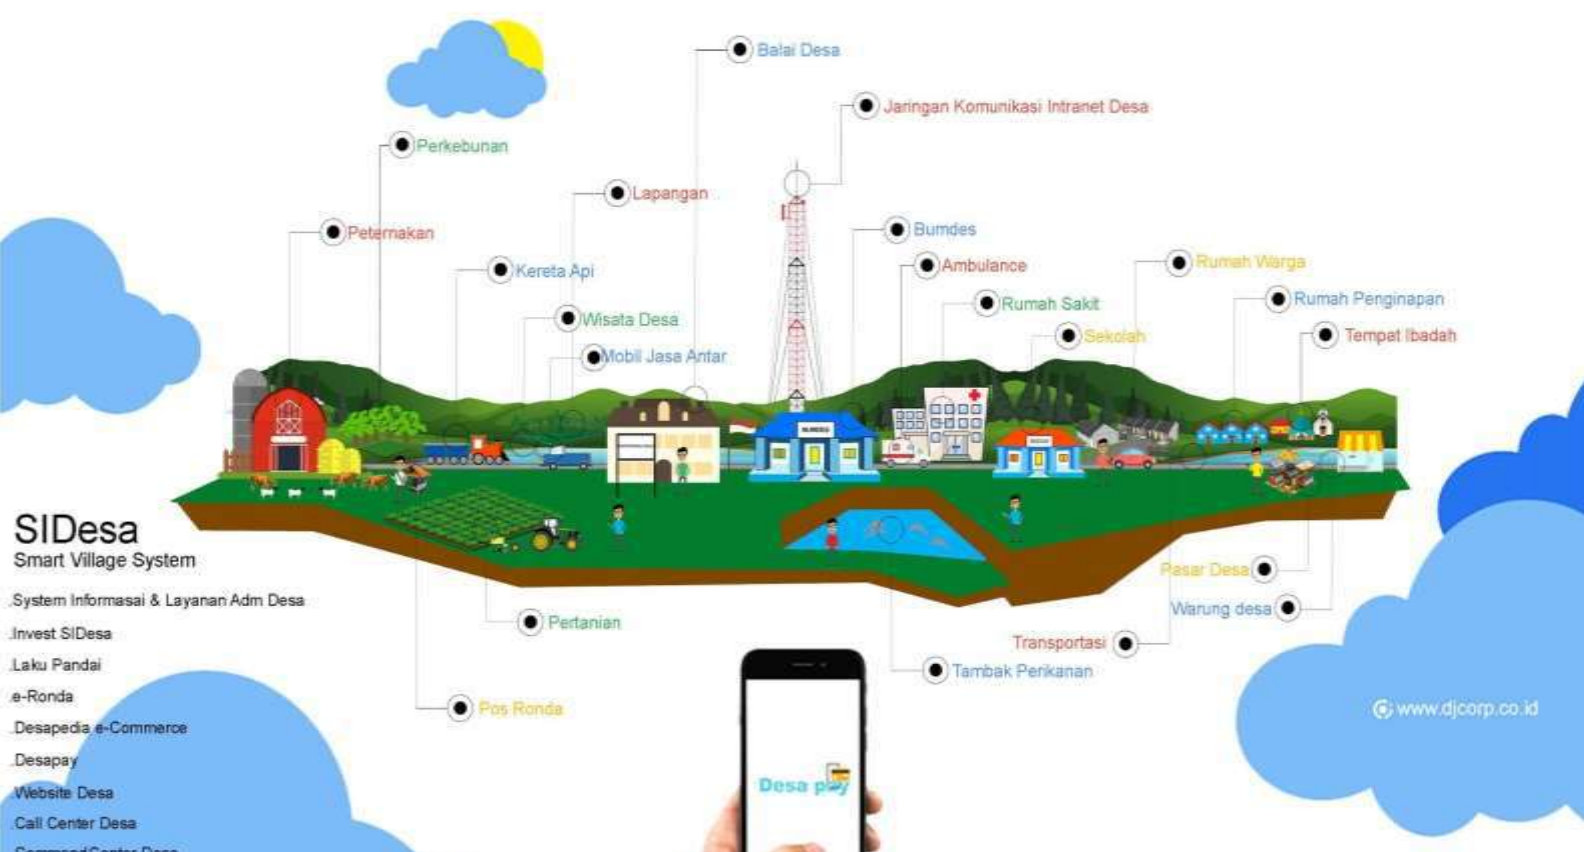 Balai Desa
Jaringan Komunikasi Intranet Desa
Perkebunan
Lapangan
Peternakan
Bumdes
Kereta Api
Ambulance
Rumah Warga
Wisata Desa
Rumah Sakit
Rumah Penginapan
Mobil Jasa Antar
Sekolah
Tempat Ibadah
BUMDES
SIDesa
Smart Village System
.System Informasai & Layanan Adm Desa
.Invest SIDesa
.Laku Pandai
.e-Ronda
.Desapedia e-Commerce
.Desapay
.Website Desa
.Call Center Desa
Pasar Desa
Warung desa
Pertanian
Transportasi
Tambak Perikanan
Pos Ronda
www.djcorp.co.id
Desa pay